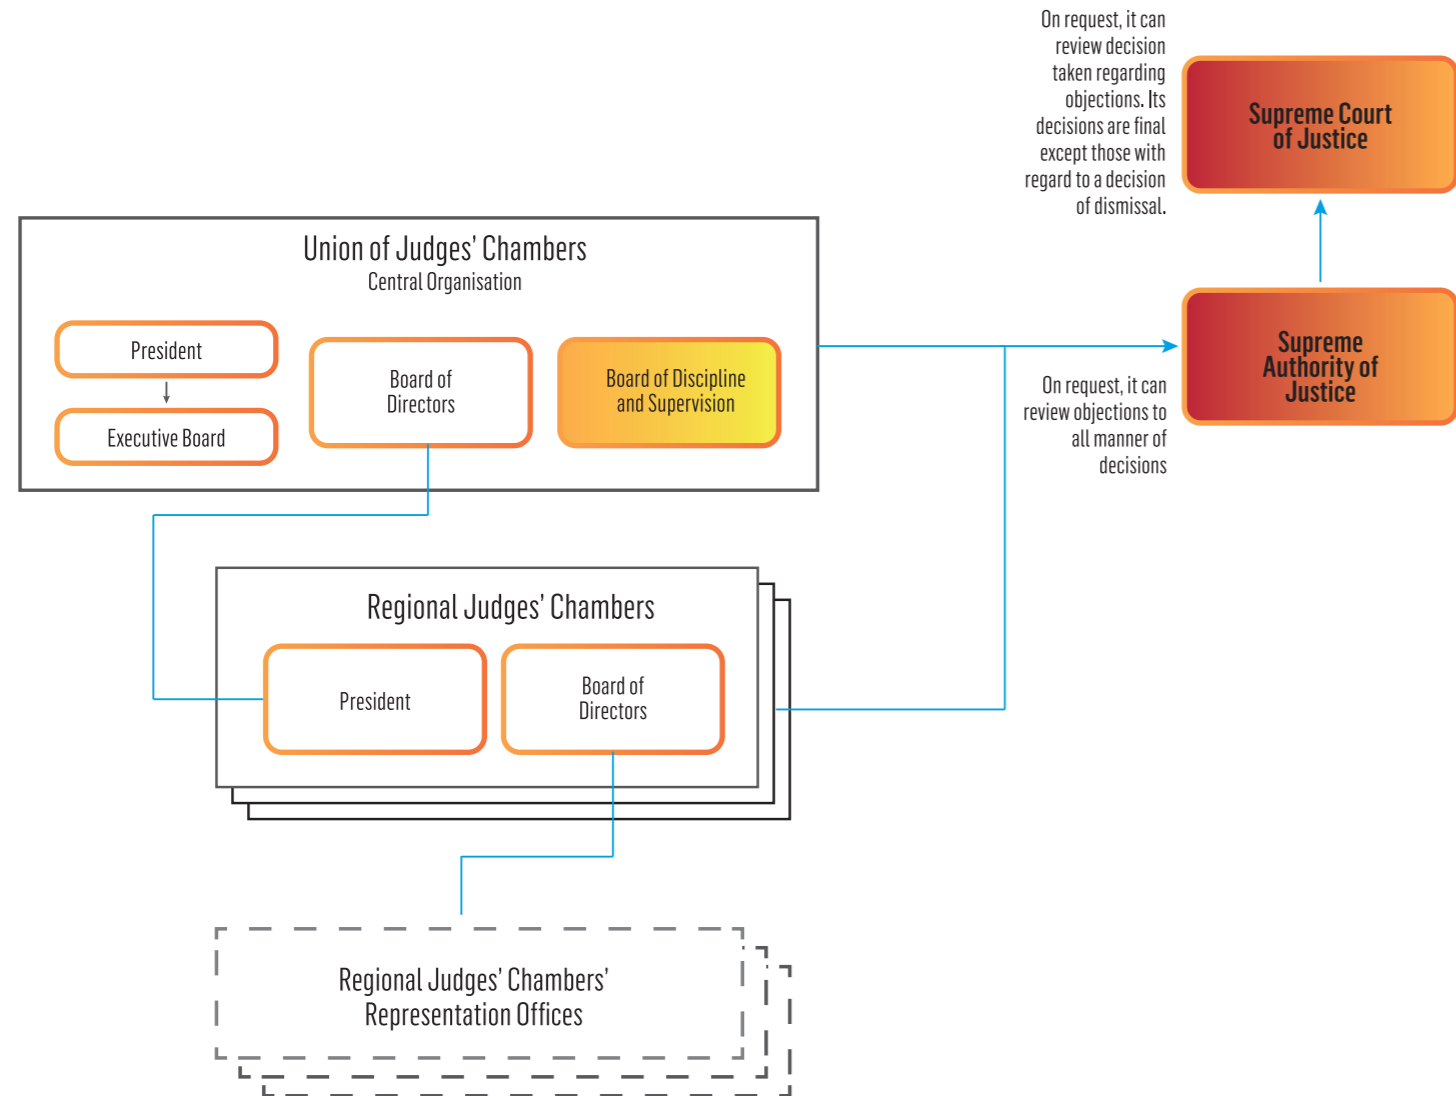 On request, it can
review decision
taken regarding
objections. Its
decisions are final
except those with
regard to a decision
of dismissal.
Supreme Court
of Justice
Union of Judges’ Chambers
Central Organisation
President
Executive Board
Board of
Directors
Board of Discipline
and Supervision
Supreme
Authority of
Justice
On request, it can
review objections to
all manner of
decisions
Regional Judges’ Chambers
President
Board of
Directors
Regional Judges’ Chambers’
Representation Offices